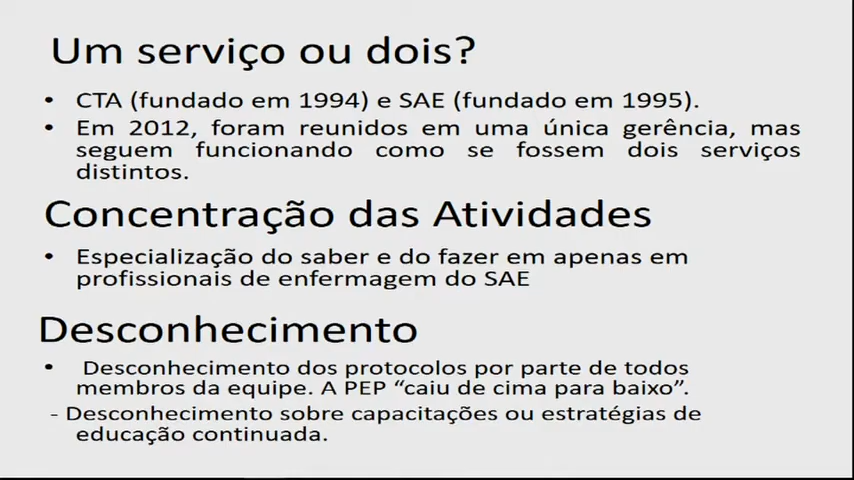 Um serviço ou dois?
• CTA (fundado em 1994) e SAE (fundado em 1995).
• Em 2012, foram reunidos em uma única gerência, mas
seguem funcionando como se fossem dois serviços
distintos.
Concentração das Atividades
• Especialização do saber e do fazer em apenas em
profissionais de enfermagem do SAE
Desconhecimento
• Desconhecimento dos protocolos por parte de todos
membros da equipe. A PEP “caiu de cima para baixo”.
- Desconhecimento sobre capacitações ou estratégias de
educação continuada.